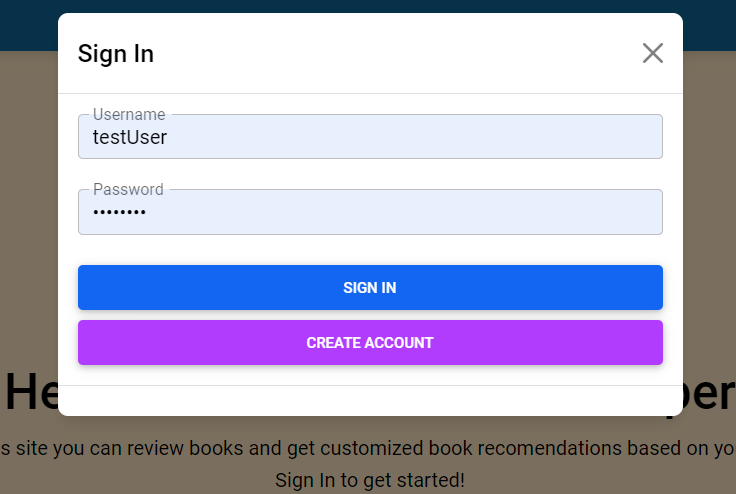 Sign In
Username
testUser
Password
••••••••
SIGN IN
CREATE ACCOUNT
He per
s site you can review books and get customized book recomendations based on yo
Sign In to get started!